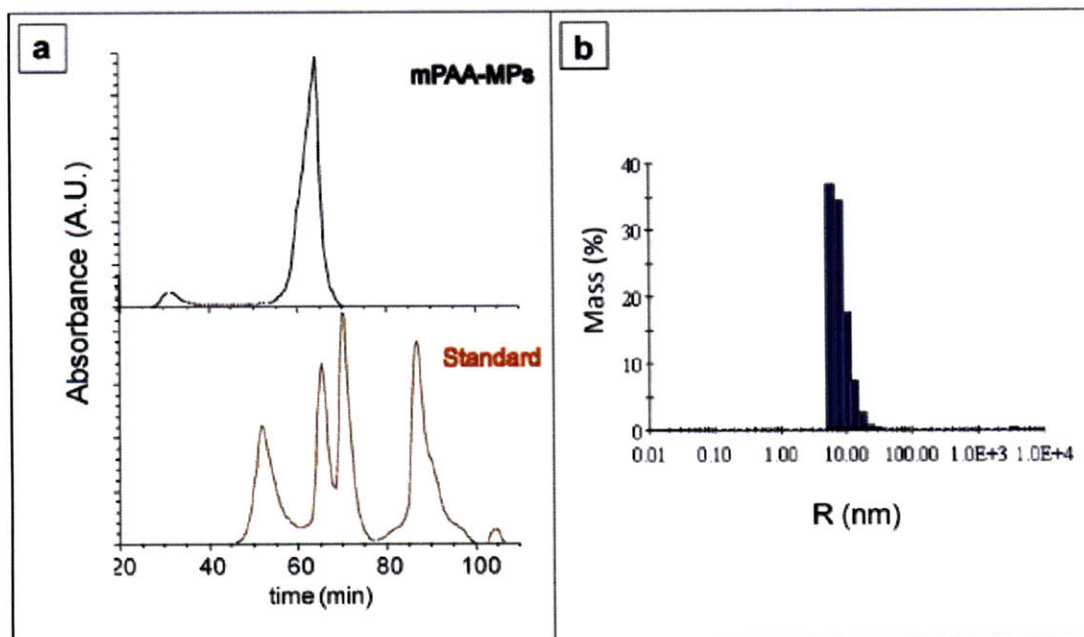 a
mPAA-MPs
Absorbance (A.U.)
Standard
20 40 60 80 100
time (min)
b
40
30
20
10
0
Mass (%)
0.01 0.10 1.00 10.00 100.00 1.0E+3 1.0E+4
R (nm)